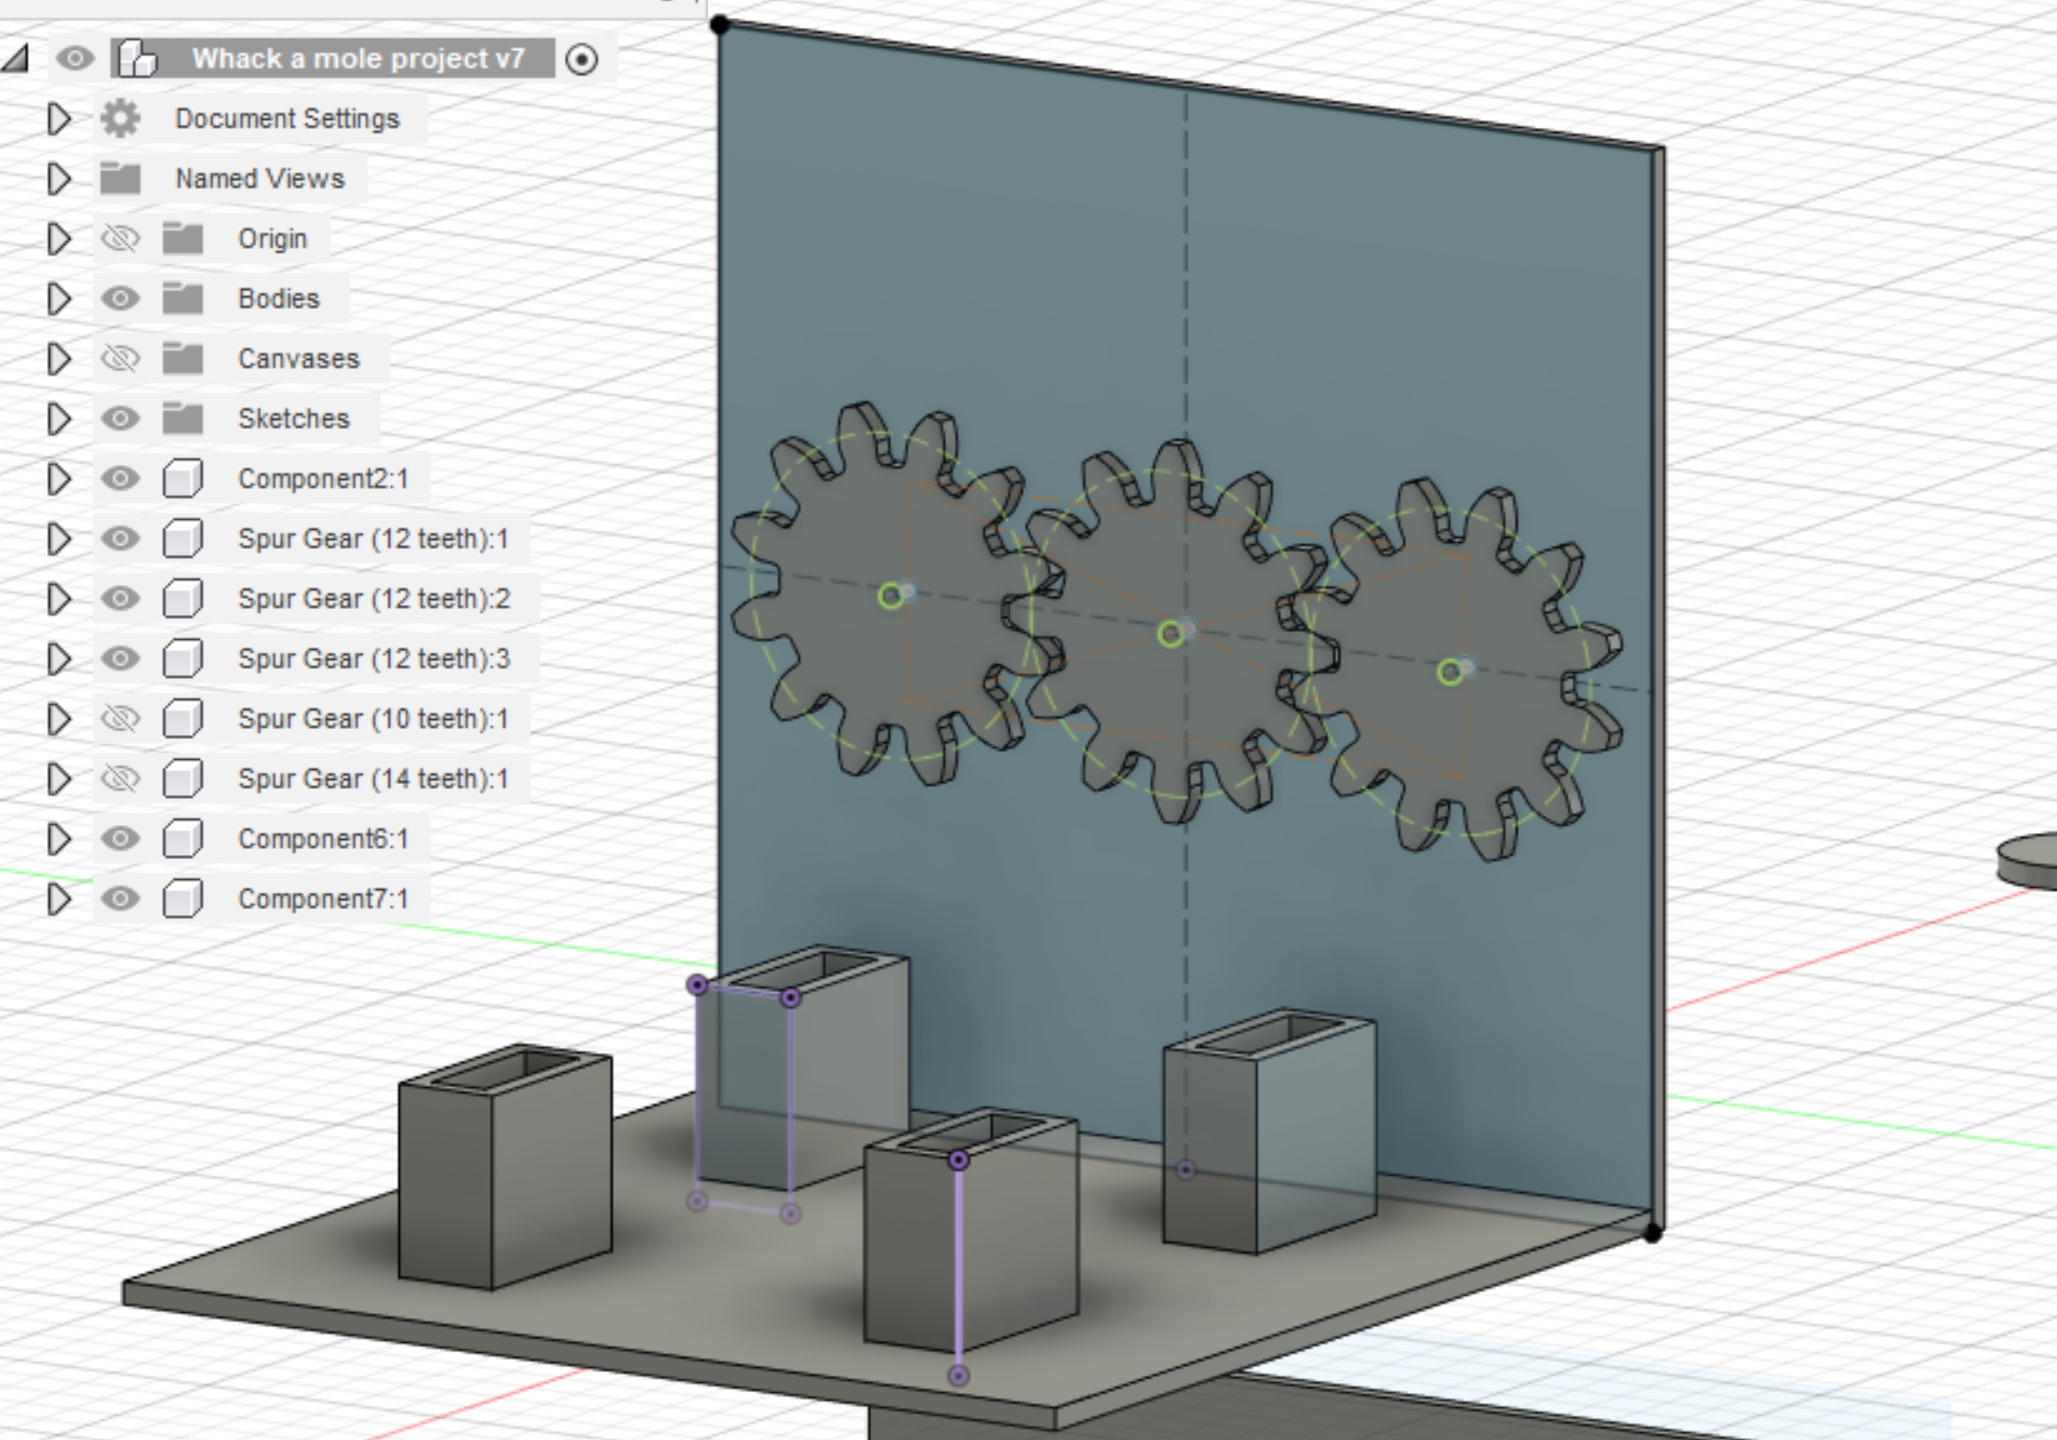 Whack a mole project v7
Document Settings
Named Views
Origin
Bodies
Canvases
Sketches
Component2:1
Spur Gear (12 teeth):1
Spur Gear (12 teeth):2
Spur Gear (12 teeth):3
Spur Gear (10 teeth):1
Spur Gear (14 teeth):1
Component6:1
Component7:1